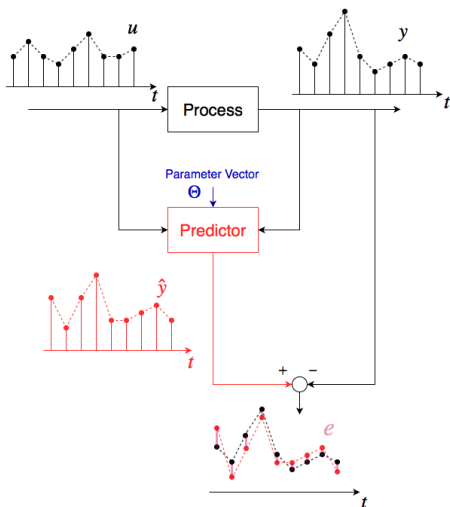 u
y
t
t
Process
Parameter Vector
Θ
Predictor
ŷ
t
+ −
e
t